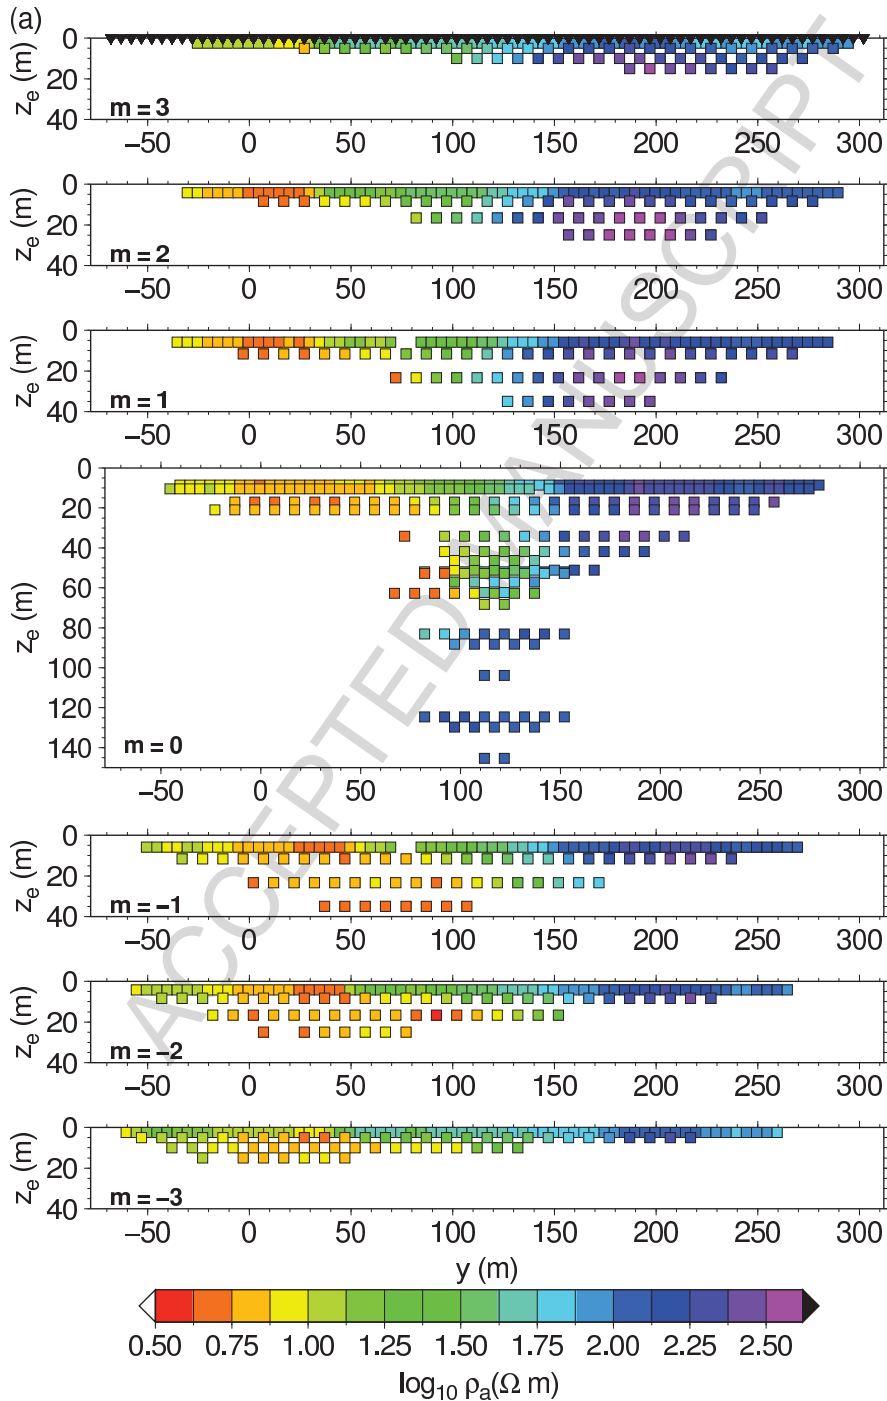 (a)
0
20
40
z_e (m)
m = 3
−50 0 50 100 150 200 250 300
0
20
40
z_e (m)
m = 2
−50 0 50 100 150 200 250 300
0
20
40
z_e (m)
m = 1
−50 0 50 100 150 200 250 300
0
20
40
60
80
100
120
140
z_e (m)
m = 0
−50 0 50 100 150 200 250 300
0
20
40
z_e (m)
m = −1
−50 0 50 100 150 200 250 300
0
20
40
z_e (m)
m = −2
−50 0 50 100 150 200 250 300
0
20
40
z_e (m)
m = −3
−50 0 50 100 150 200 250 300
y (m)
0.50 0.75 1.00 1.25 1.50 1.75 2.00 2.25 2.50
log₁₀ ρₐ(Ω m)
ACCEPTED MANUSCRIPT